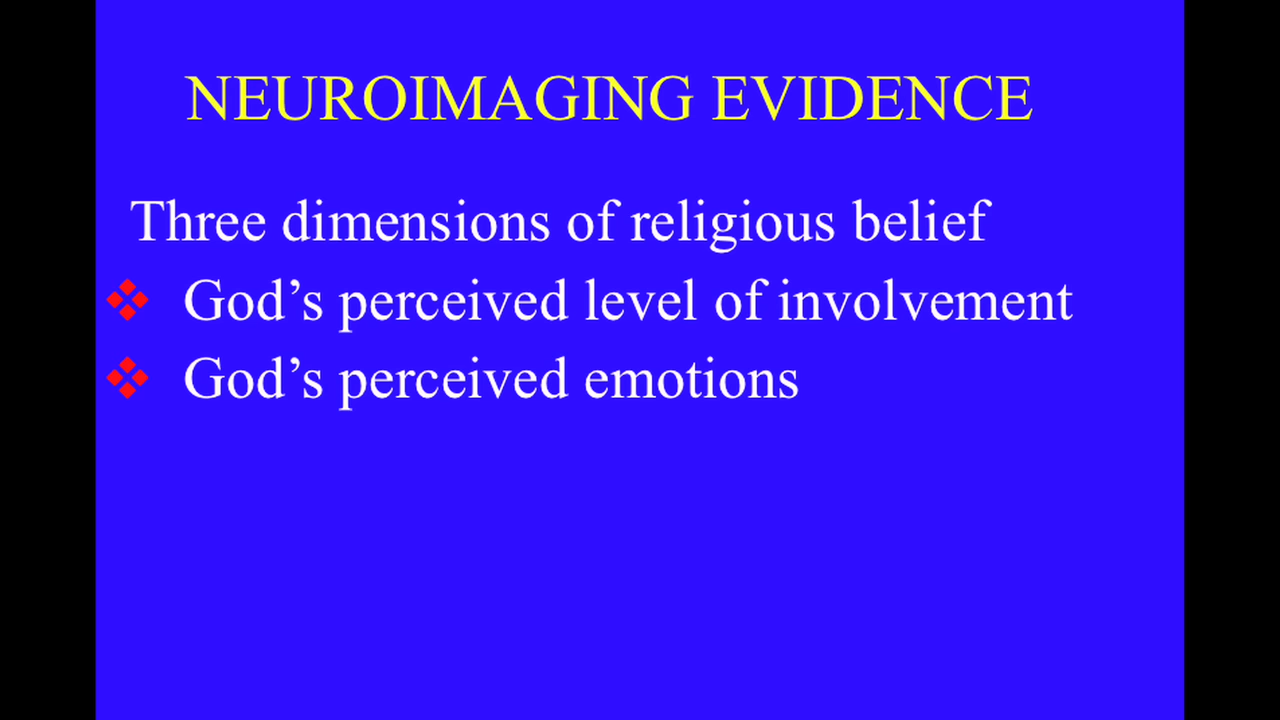 NEUROIMAGING EVIDENCE
Three dimensions of religious belief
❖ God’s perceived level of involvement
❖ God’s perceived emotions